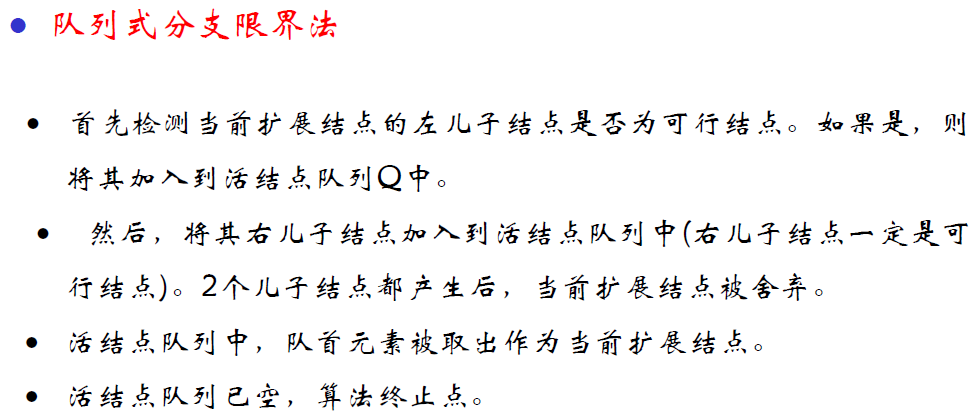 ● 队列式分支限界法
● 首先检测当前扩展结点的左儿子结点是否为可行结点。如果是，则
将其加入到活结点队列Q中。
● 然后，将其右儿子结点加入到活结点队列中(右儿子结点一定是可
行结点)。2个儿子结点都产生后，当前扩展结点被舍弃。
● 活结点队列中，队首元素被取出作为当前扩展结点。
● 活结点队列已空，算法终止点。